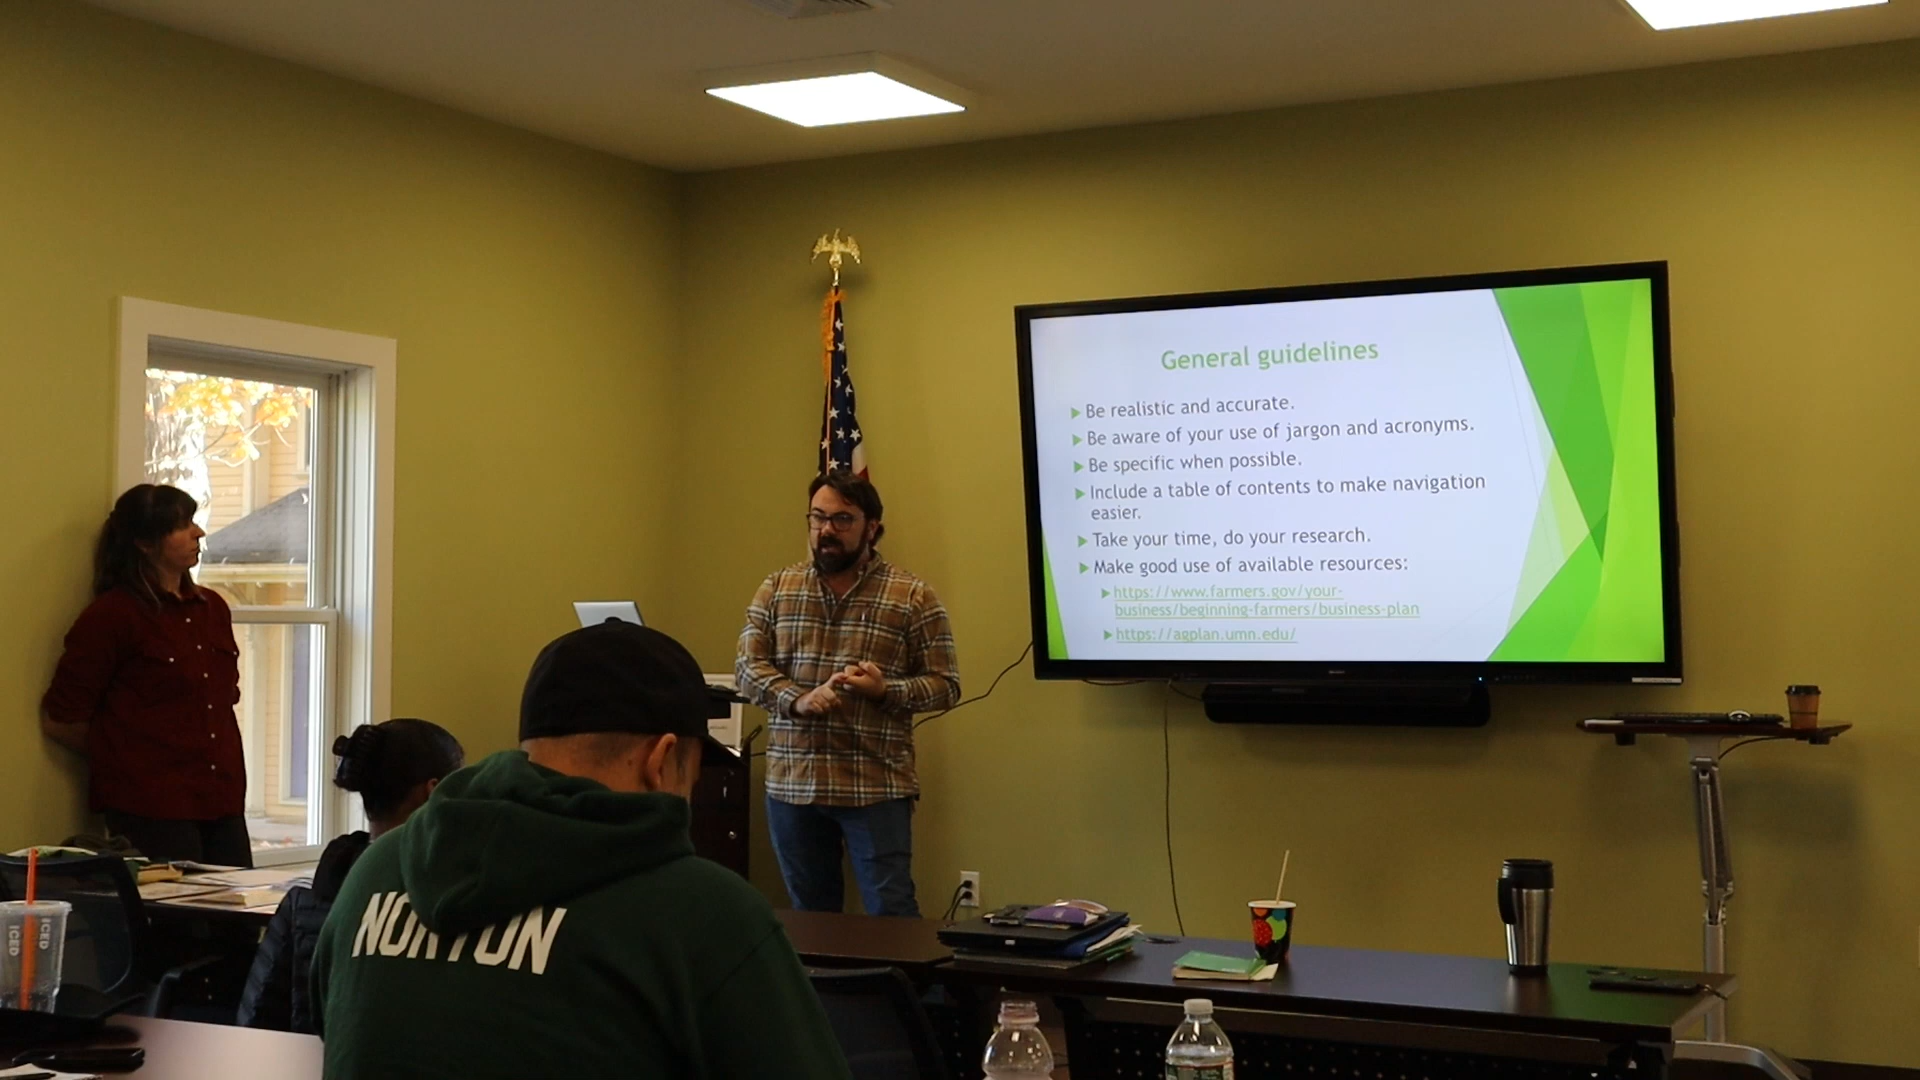 General guidelines
Be realistic and accurate.
Be aware of your use of jargon and acronyms.
Be specific when possible.
Include a table of contents to make navigation
easier.
Take your time, do your research.
Make good use of available resources:
https://www.farmers.gov/your-
business/beginning-farmers/business-plan
https://agplan.umn.edu/
NORTON
ICED
ICED